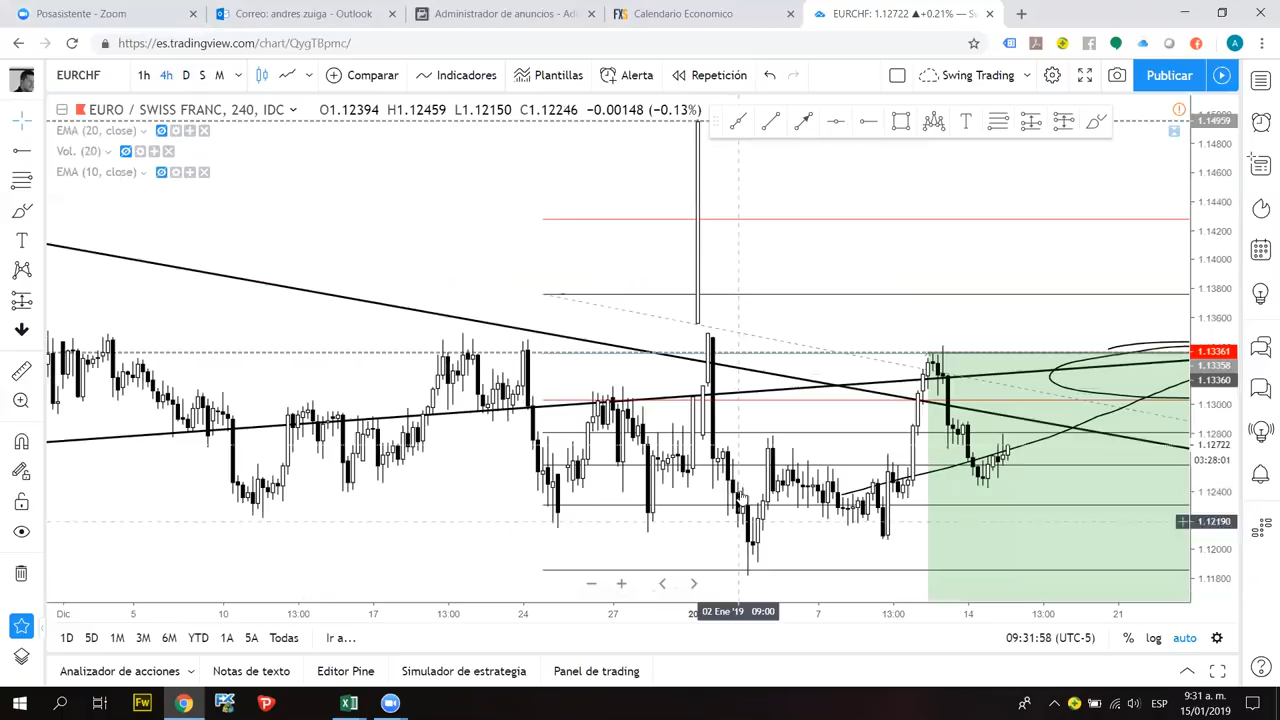 Posasistente - Zoom
Correo: andres zuiga - Outlook
Administrador de anuncios - Ad
Calendario Economico
EURCHF: 1.12722 ▲+0.21% — S
https://es.tradingview.com/chart/QygTBpmc/
A
EURCHF
1h 4h D S M
Comparar
Indicadores
Plantillas
Alerta
Repetición
Swing Trading
Publicar
EURO / SWISS FRANC, 240, IDC
O1.12394 H1.12459 L1.12150 C1.12246 −0.00148 (−0.13%)
EMA (20, close)
Vol. (20)
EMA (10, close)
1.14959
1.14800
1.14600
1.14400
1.14200
1.14000
1.13800
1.13600
1.13361
1.13358
1.13360
1.13000
1.12800
1.12722
03:28:01
1.12400
1.12190
1.12000
1.11800
Dic 5 10 13:00 17 13:00 24 27 20 02 Ene '19 09:00 7 13:00 14 13:00 21
1D 5D 1M 3M 6M YTD 1A 5A Todas Ir a...
09:31:58 (UTC-5) % log auto
Analizador de acciones
Notas de texto
Editor Pine
Simulador de estrategia
Panel de trading
Fw
ESP
9:31 a. m.
15/01/2019